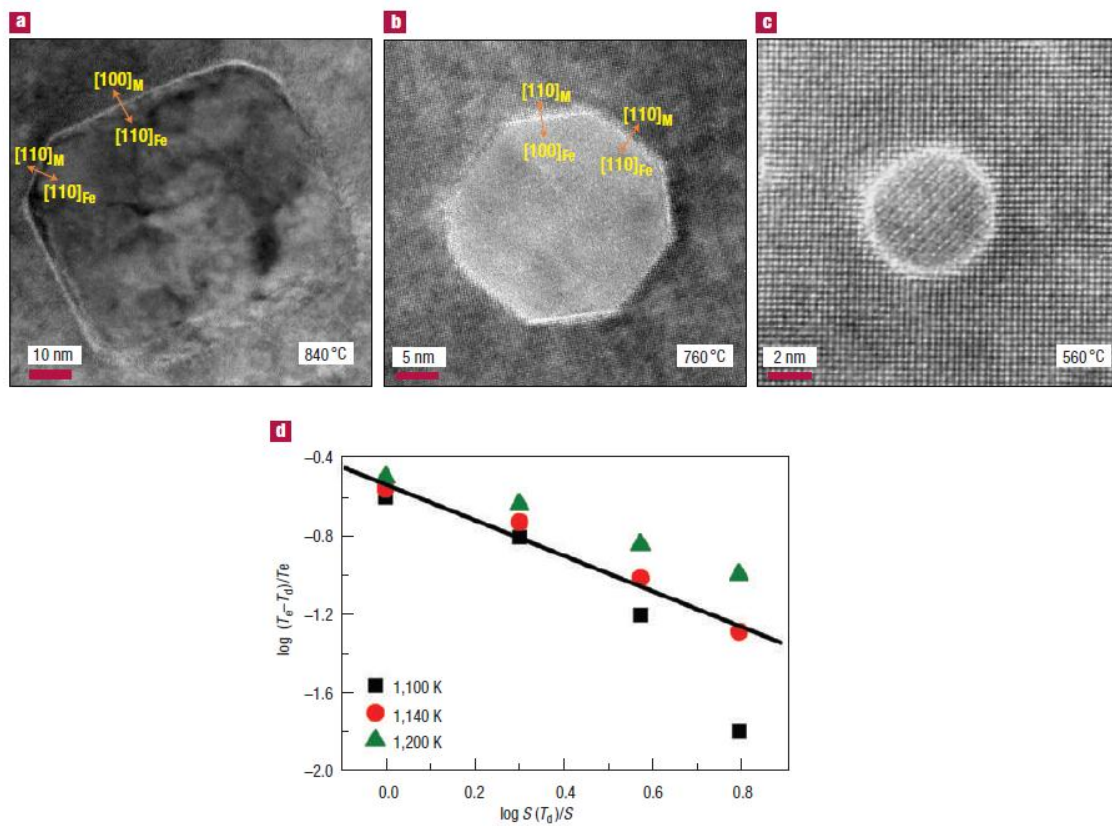 a
[100]M
[110]Fe
[110]M
[110]Fe
10 nm
840 °C
b
[110]M
[100]Fe
[110]M
[110]Fe
5 nm
760 °C
c
2 nm
560 °C
d
−0.4
−0.8
−1.2
−1.6
−2.0
log (Te–Td)/Te
1,100 K
1,140 K
1,200 K
0.0 0.2 0.4 0.6 0.8
log S (Td)/S